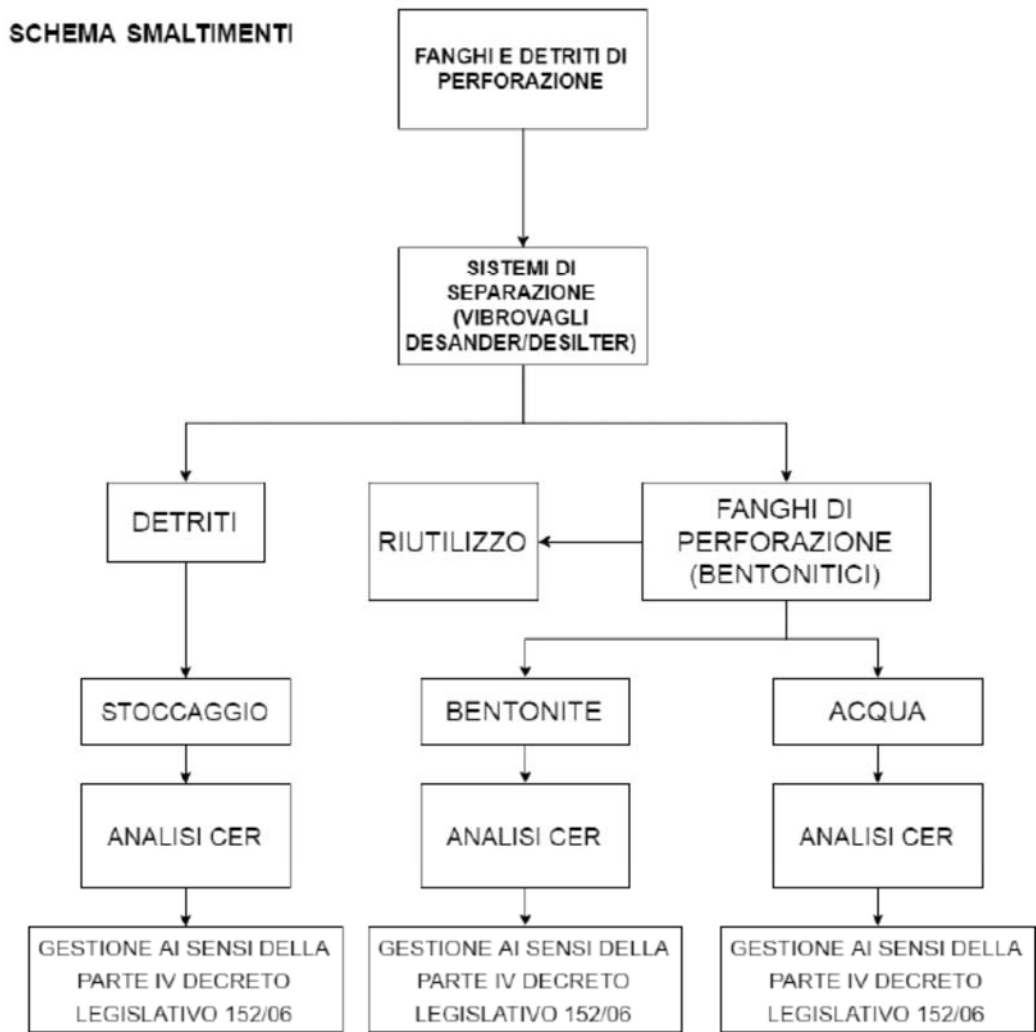 SCHEMA SMALTIMENTI
FANGHI E DETRITI DI
PERFORAZIONE
SISTEMI DI
SEPARAZIONE
(VIBROVAGLI
DESANDER/DESILTER)
DETRITI
RIUTILIZZO
FANGHI DI
PERFORAZIONE
(BENTONITICI)
STOCCAGGIO
BENTONITE
ACQUA
ANALISI CER
ANALISI CER
ANALISI CER
GESTIONE AI SENSI DELLA
PARTE IV DECRETO
LEGISLATIVO 152/06
GESTIONE AI SENSI DELLA
PARTE IV DECRETO
LEGISLATIVO 152/06
GESTIONE AI SENSI DELLA
PARTE IV DECRETO
LEGISLATIVO 152/06